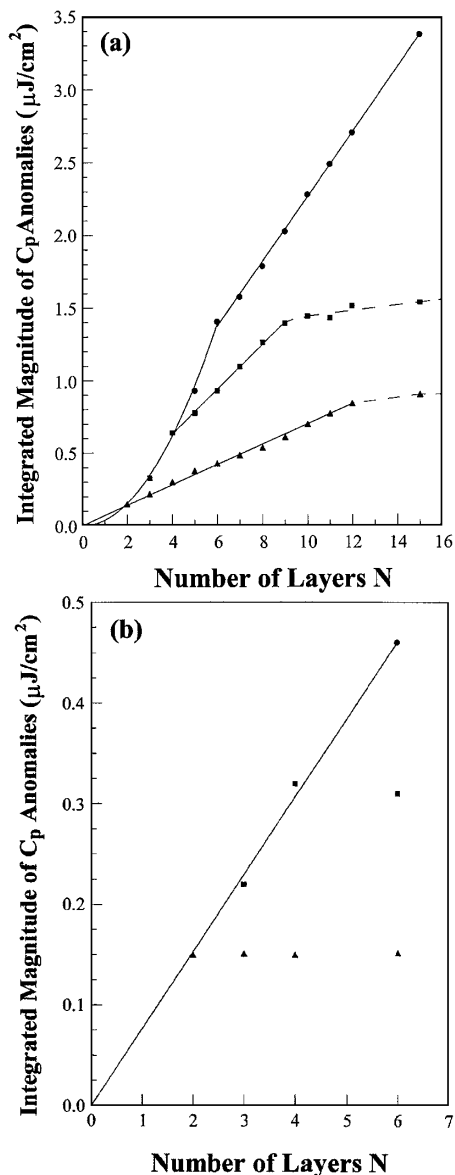 (a)
Integrated Magnitude of CₚAnomalies (μJ/cm²)
3.5
3.0
2.5
2.0
1.5
1.0
0.5
0.0
2 4 6 8 10 12 14 16
Number of Layers N
(b)
Integrated Magnitude of Cₚ Anomalies (μJ/cm²)
0.5
0.4
0.3
0.2
0.1
0.0
0 1 2 3 4 5 6 7
Number of Layers N